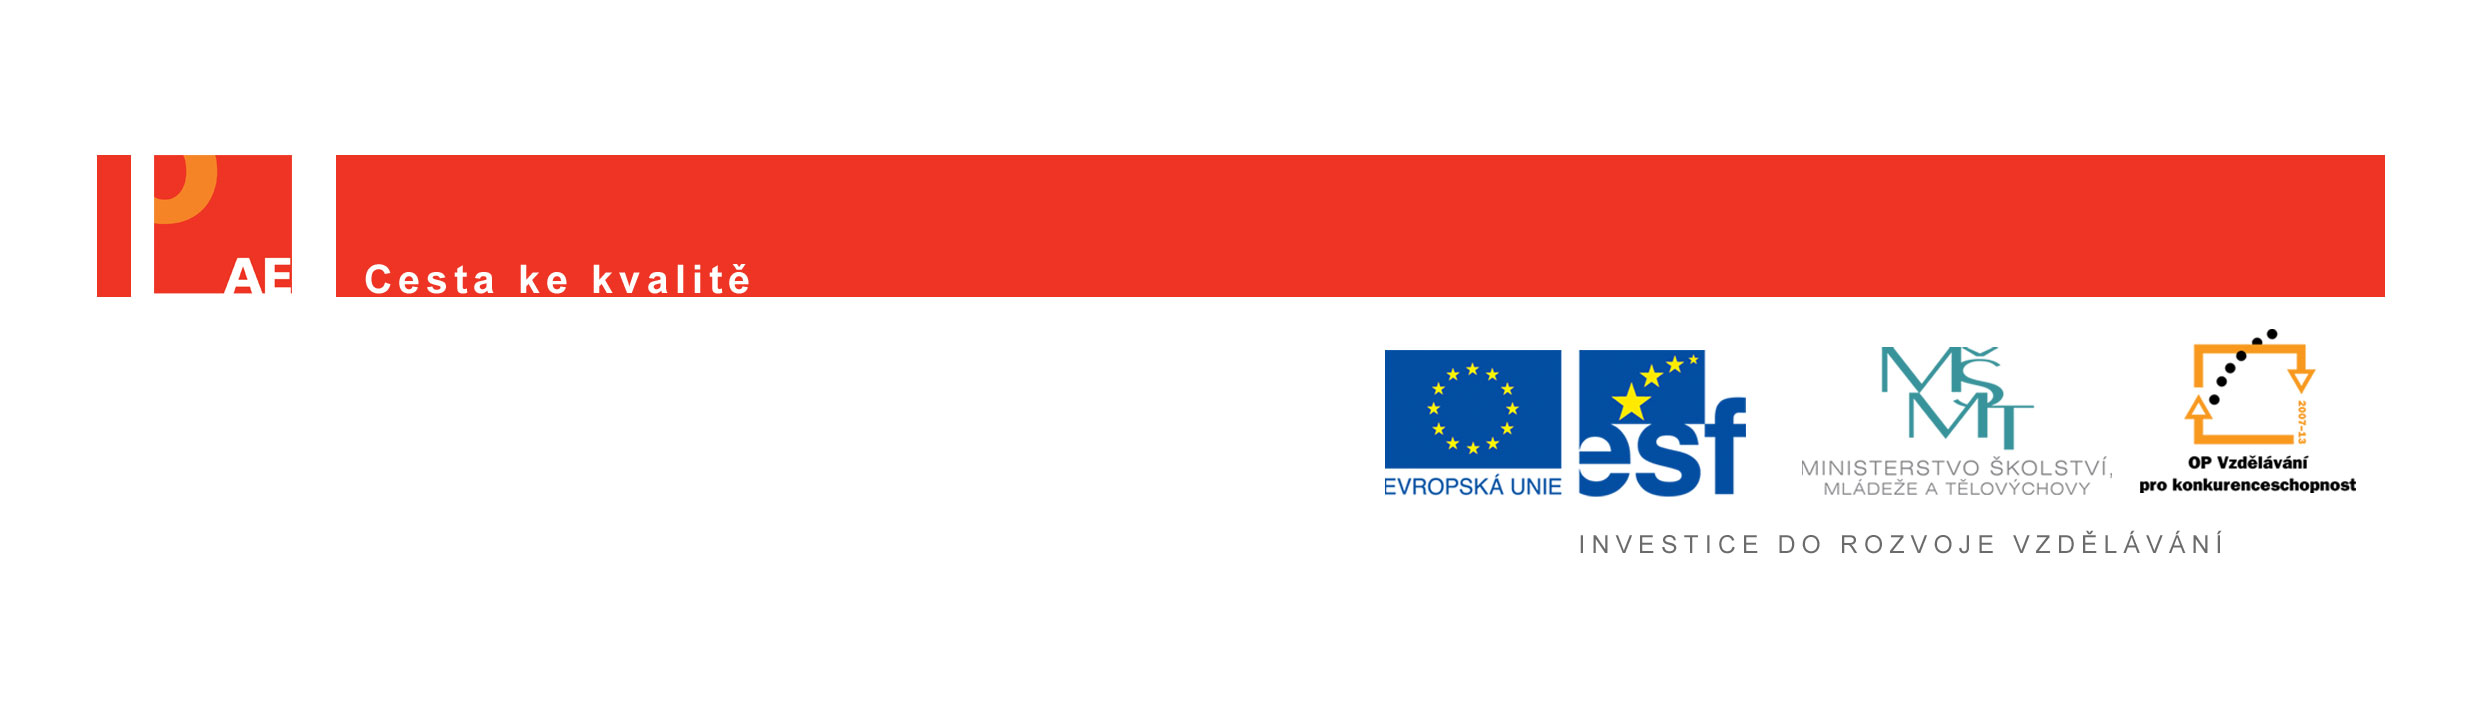 P
AE
Cesta ke kvalitě
EVROPSKÁ UNIE
esf
MŠMT
MINISTERSTVO ŠKOLSTVÍ,
MLÁDEŽE A TĚLOVÝCHOVY
2007-13
OP Vzdělávání
pro konkurenceschopnost
INVESTICE DO ROZVOJE VZDĚLÁVÁNÍ